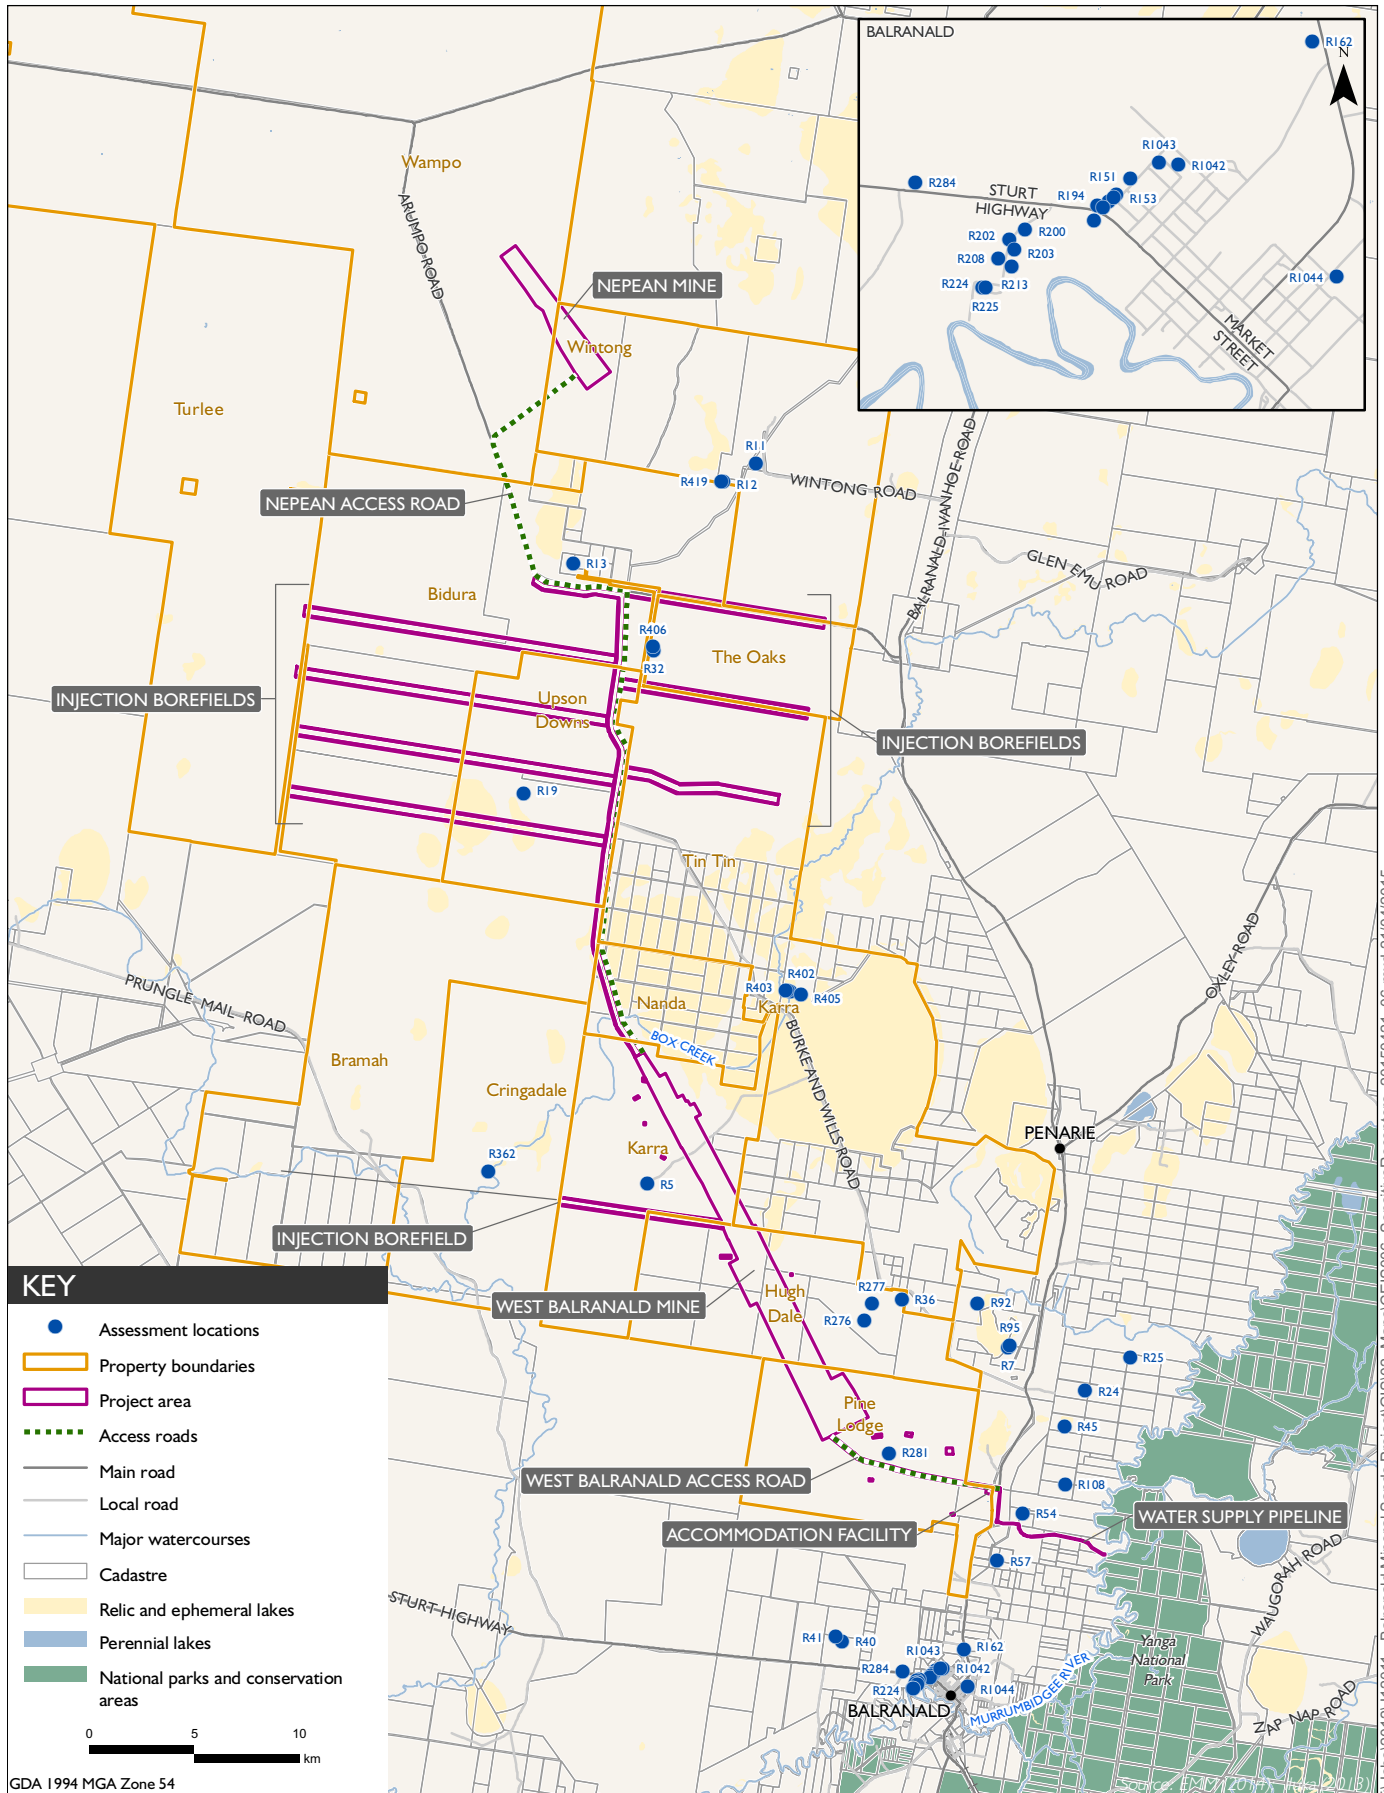 BALRANALD
R162
N
R1043
R1042
R151
R284
STURT
HIGHWAY
R194
R153
R202
R200
R203
R208
R224
R213
R225
R1044
MARKET
STREET
Wampo
ARUMPO ROAD
NEPEAN MINE
Wintong
Turlee
R11
R419
R12
WINTONG ROAD
BALRANALD-IVANHOE ROAD
NEPEAN ACCESS ROAD
GLEN EMU ROAD
R13
Bidura
R406
The Oaks
R32
INJECTION BOREFIELDS
Upson
Downs
INJECTION BOREFIELDS
R19
Tin Tin
OXLEY ROAD
PRUNGLE MAIL ROAD
R402
R403
R405
Nanda
Karra
BOX CREEK
BURKE AND WILLS ROAD
Bramah
Cringadale
PENARIE
Karra
R362
R5
INJECTION BOREFIELD
KEY
Hugh
Dale
R277
R36
R92
WEST BALRANALD MINE
R276
R95
R7
R25
R24
Assessment locations
Property boundaries
Project area
Access roads
Main road
Local road
Major watercourses
Cadastre
Relic and ephemeral lakes
Perennial lakes
National parks and conservation
areas
Pine
Lodge
R45
R281
WEST BALRANALD ACCESS ROAD
R108
R54
WATER SUPPLY PIPELINE
ACCOMMODATION FACILITY
R57
WAUGORAH ROAD
STURT HIGHWAY
R41
R40
R1043
R162
R284
R1042
R224
R1044
BALRANALD
MURRUMBIDGEE RIVER
Yanga
National
Park
ZAP NAP ROAD
0
5
10
km
GDA 1994 MGA Zone 54